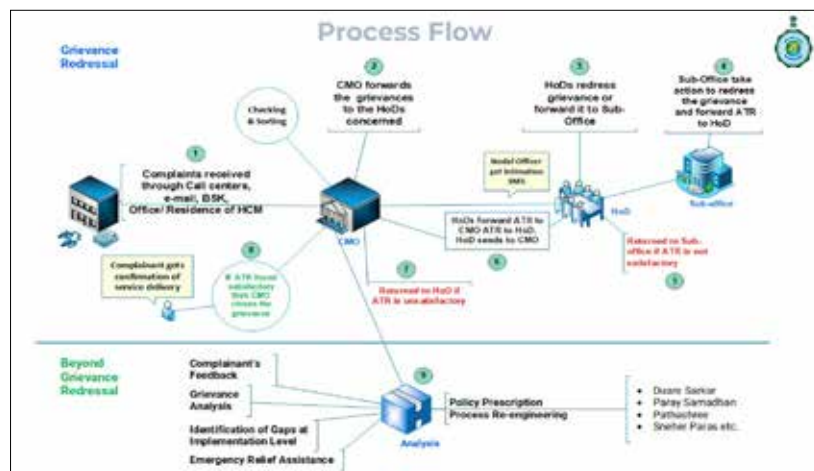 Process Flow
Grievance
Redressal
1
Complaints received
through Call centers,
e-mail, BSK,
Office/ Residence of HCM
Checking
& Sorting
2
CMO forwards
the grievances
to the HoDs
concerned
CMO
3
HoDs redress
grievance or
forward it to Sub-
Office
Nodal Officer
get Intimation
SMS
HoD
4
Sub-Office take
action to redress
the grievance
and forward ATR
to HoD
Sub-office
Returned to Sub-
office if ATR is not
satisfactory
5
HoDs forward ATR to
CMO ATR to HoD.
HoD sends to CMO
6
7
Returned to HoD if
ATR is unsatisfactory
8
If ATR found
satisfactory
then CMO
closes the
grievance
Complainant gets
confirmation of
service delivery
Beyond
Grievance
Redressal
Complainant's
Feedback
Grievance
Analysis
Identification of Gaps at
Implementation Level
Emergency Relief Assistance
9
Analysis
Policy Prescription
Process Re-engineering
• Duare Sarkar
• Paray Samadhan
• Pathashree
• Sneher Paras etc.